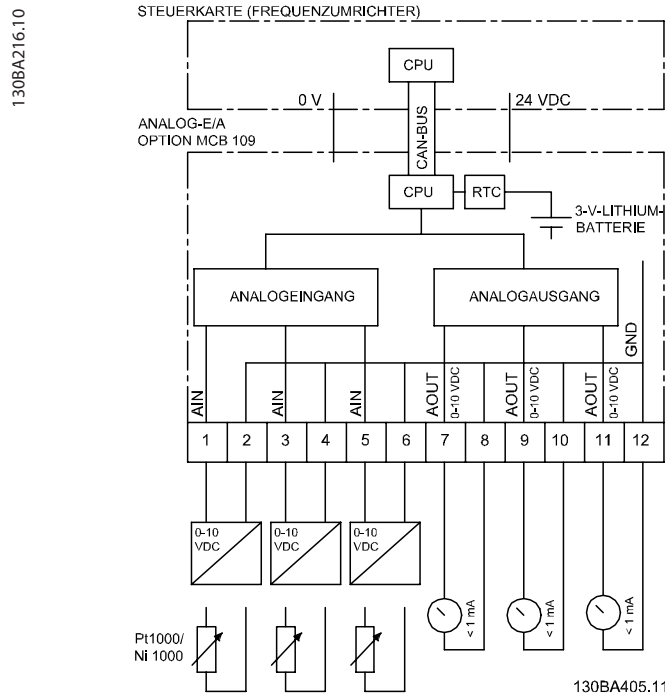 130BA216.10
STEUERKARTE (FREQUENZUMRICHTER)
CPU
0 V
24 VDC
CAN-BUS
ANALOG-E/A
OPTION MCB 109
CPU
RTC
3-V-LITHIUM-
BATTERIE
ANALOGEINGANG
ANALOGAUSGANG
GND
AIN
AIN
AIN
AOUT
0-10 VDC
AOUT
0-10 VDC
AOUT
0-10 VDC
1 2 3 4 5 6 7 8 9 10 11 12
0-10
VDC
0-10
VDC
0-10
VDC
< 1 mA
< 1 mA
< 1 mA
Pt1000/
Ni 1000
130BA405.11